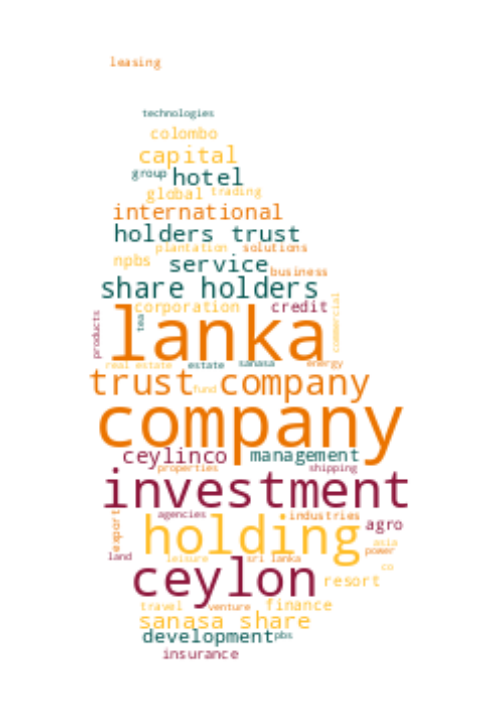 leasing
technologies
colombo
capital
group hotel
global trading
international
holders trust
plantation solutions
npbs service business
share holders
corporation credit
products lanka commercial
tea
real estate estate sanasa energy
trust fund company
company
ceylinco management
properties shipping
investment
agencies industries
export holding agro
asia
land power
leisure sri lanka co
ceylon resort
travel venture finance
sanasa share
development pbs
insurance